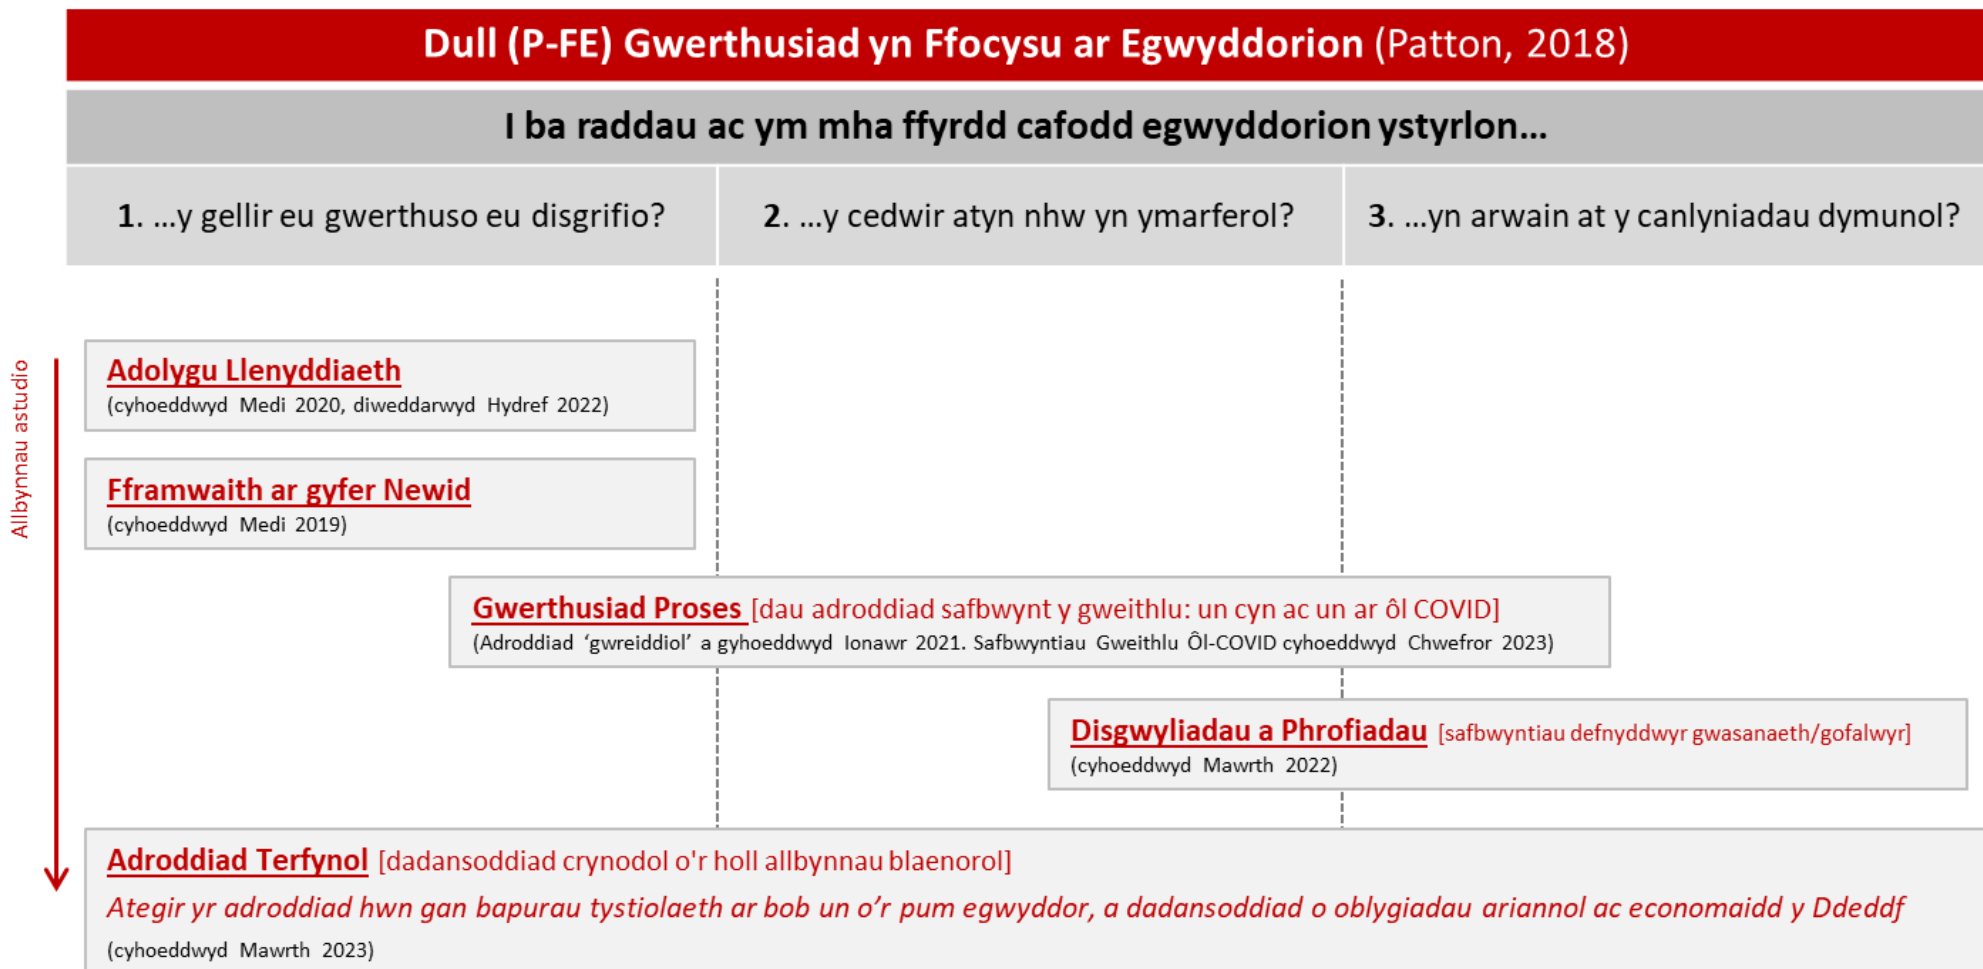 Dull (P-FE) Gwerthusiad yn Ffocysu ar Egwyddorion (Patton, 2018)
I ba raddau ac ym mha ffyrdd cafodd egwyddorion ystyrlon...
1. ...y gellir eu gwerthuso eu disgrifio?
2. ...y cedwir atyn nhw yn ymarferol?
3. ...yn arwain at y canlyniadau dymunol?
Allbynnau astudio
Adolygu Llenyddiaeth
(cyhoeddwyd Medi 2020, diweddarwyd Hydref 2022)
Fframwaith ar gyfer Newid
(cyhoeddwyd Medi 2019)
Gwerthusiad Proses [dau adroddiad safbwynt y gweithlu: un cyn ac un ar ôl COVID]
(Adroddiad ‘gwreiddiol’ a gyhoeddwyd Ionawr 2021. Safbwyntiau Gweithlu Ôl-COVID cyhoeddwyd Chwefror 2023)
Disgwyliadau a Phrofiadau [safbwyntiau defnyddwyr gwasanaeth/gofalwyr]
(cyhoeddwyd Mawrth 2022)
Adroddiad Terfynol [dadansoddiad crynodol o'r holl allbynnau blaenorol]
Ategir yr adroddiad hwn gan bapurau tystiolaeth ar bob un o’r pum egwyddor, a dadansoddiad o oblygiadau ariannol ac economaidd y Ddeddf
(cyhoeddwyd Mawrth 2023)